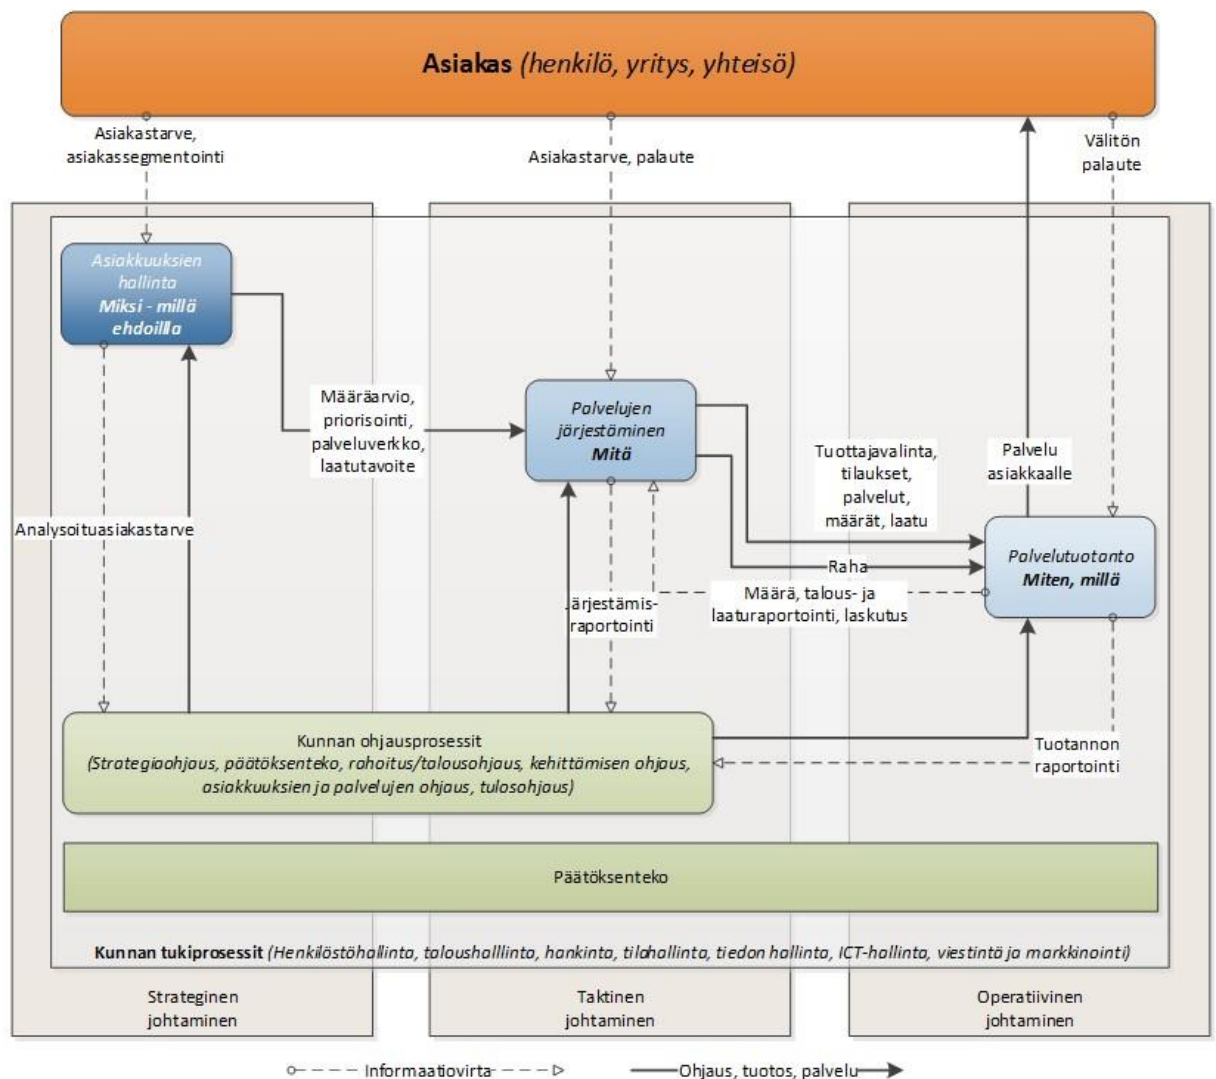 Asiakas (henkilö, yritys, yhteisö)
Asiakastarve,
asiakassegmentointi
Asiakastarve, palaute
Välitön
palaute
Asiakkuuksien
hallinta
Miksi - millä
ehdoilla
Määräarvio,
priorisointi,
palveluverkko,
laatutavoite
Palvelujen
järjestäminen
Mitä
Tuottajavalinta,
tilaukset,
palvelut,
määrät, laatu
Palvelu
asiakkaalle
Analysoituasiakastarve
Raha
Palvelutuotanto
Miten, millä
Järjestämis-
raportointi
Määrä, talous- ja
laaturaportointi, laskutus
Kunnan ohjausprosessit
(Strategiaohjaus, päätöksenteko, rahoitus/talousohjaus, kehittämisen ohjaus,
asiakkuuksien ja palvelujen ohjaus, tulosohjaus)
Tuotannon
raportointi
Päätöksenteko
Kunnan tukiprosessit (Henkilöstöhallinta, taloushalllinta, hankinta, tilahallinta, tiedon hallinta, ICT-hallinta, viestintä ja markkinointi)
Strateginen
johtaminen
Taktinen
johtaminen
Operatiivinen
johtaminen
Informaatiovirta
Ohjaus, tuotos, palvelu